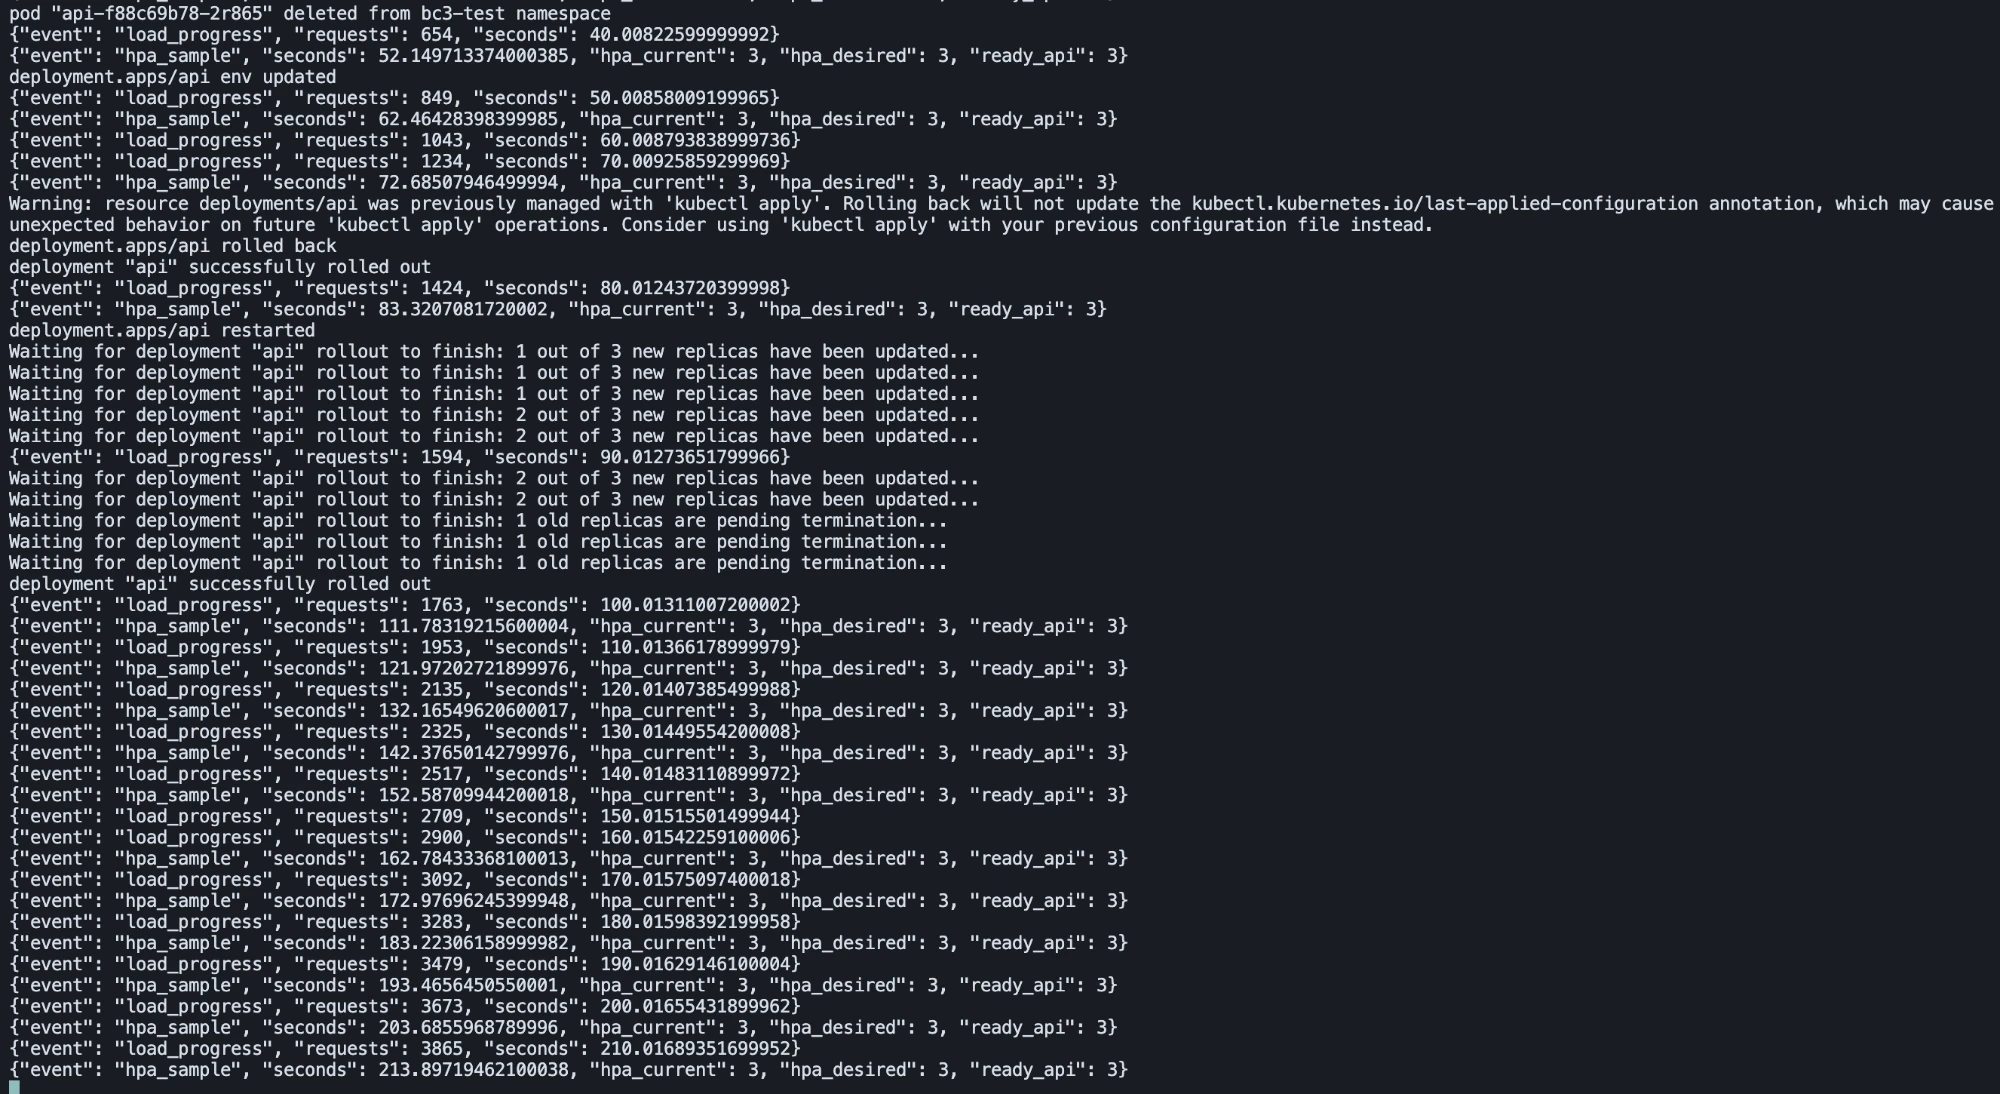 pod "api-f88c69b78-2r865" deleted from bc3-test namespace
{"event": "load_progress", "requests": 654, "seconds": 40.00822599999992}
{"event": "hpa_sample", "seconds": 52.149713374000385, "hpa_current": 3, "hpa_desired": 3, "ready_api": 3}
deployment.apps/api env updated
{"event": "load_progress", "requests": 849, "seconds": 50.00858009199965}
{"event": "hpa_sample", "seconds": 62.46428398399985, "hpa_current": 3, "hpa_desired": 3, "ready_api": 3}
{"event": "load_progress", "requests": 1043, "seconds": 60.008793838999736}
{"event": "load_progress", "requests": 1234, "seconds": 70.00925859299969}
{"event": "hpa_sample", "seconds": 72.68507946499994, "hpa_current": 3, "hpa_desired": 3, "ready_api": 3}
Warning: resource deployments/api was previously managed with 'kubectl apply'. Rolling back will not update the kubectl.kubernetes.io/last-applied-configuration annotation, which may cause
unexpected behavior on future 'kubectl apply' operations. Consider using 'kubectl apply' with your previous configuration file instead.
deployment.apps/api rolled back
deployment "api" successfully rolled out
{"event": "load_progress", "requests": 1424, "seconds": 80.01243720399998}
{"event": "hpa_sample", "seconds": 83.3207081720002, "hpa_current": 3, "hpa_desired": 3, "ready_api": 3}
deployment.apps/api restarted
Waiting for deployment "api" rollout to finish: 1 out of 3 new replicas have been updated...
Waiting for deployment "api" rollout to finish: 1 out of 3 new replicas have been updated...
Waiting for deployment "api" rollout to finish: 1 out of 3 new replicas have been updated...
Waiting for deployment "api" rollout to finish: 2 out of 3 new replicas have been updated...
Waiting for deployment "api" rollout to finish: 2 out of 3 new replicas have been updated...
{"event": "load_progress", "requests": 1594, "seconds": 90.01273651799966}
Waiting for deployment "api" rollout to finish: 2 out of 3 new replicas have been updated...
Waiting for deployment "api" rollout to finish: 2 out of 3 new replicas have been updated...
Waiting for deployment "api" rollout to finish: 1 old replicas are pending termination...
Waiting for deployment "api" rollout to finish: 1 old replicas are pending termination...
Waiting for deployment "api" rollout to finish: 1 old replicas are pending termination...
deployment "api" successfully rolled out
{"event": "load_progress", "requests": 1763, "seconds": 100.01311007200002}
{"event": "hpa_sample", "seconds": 111.78319215600004, "hpa_current": 3, "hpa_desired": 3, "ready_api": 3}
{"event": "load_progress", "requests": 1953, "seconds": 110.01366178999979}
{"event": "hpa_sample", "seconds": 121.97202721899976, "hpa_current": 3, "hpa_desired": 3, "ready_api": 3}
{"event": "load_progress", "requests": 2135, "seconds": 120.01407385499988}
{"event": "hpa_sample", "seconds": 132.16549620600017, "hpa_current": 3, "hpa_desired": 3, "ready_api": 3}
{"event": "load_progress", "requests": 2325, "seconds": 130.01449554200008}
{"event": "hpa_sample", "seconds": 142.37650142799976, "hpa_current": 3, "hpa_desired": 3, "ready_api": 3}
{"event": "load_progress", "requests": 2517, "seconds": 140.01483110899972}
{"event": "hpa_sample", "seconds": 152.58709944200018, "hpa_current": 3, "hpa_desired": 3, "ready_api": 3}
{"event": "load_progress", "requests": 2709, "seconds": 150.01515501499944}
{"event": "load_progress", "requests": 2900, "seconds": 160.01542259100006}
{"event": "hpa_sample", "seconds": 162.78433368100013, "hpa_current": 3, "hpa_desired": 3, "ready_api": 3}
{"event": "load_progress", "requests": 3092, "seconds": 170.01575097400018}
{"event": "hpa_sample", "seconds": 172.97696245399948, "hpa_current": 3, "hpa_desired": 3, "ready_api": 3}
{"event": "load_progress", "requests": 3283, "seconds": 180.01598392199958}
{"event": "hpa_sample", "seconds": 183.22306158999982, "hpa_current": 3, "hpa_desired": 3, "ready_api": 3}
{"event": "load_progress", "requests": 3479, "seconds": 190.01629146100004}
{"event": "hpa_sample", "seconds": 193.4656450550001, "hpa_current": 3, "hpa_desired": 3, "ready_api": 3}
{"event": "load_progress", "requests": 3673, "seconds": 200.01655431899962}
{"event": "hpa_sample", "seconds": 203.6855968789996, "hpa_current": 3, "hpa_desired": 3, "ready_api": 3}
{"event": "load_progress", "requests": 3865, "seconds": 210.01689351699952}
{"event": "hpa_sample", "seconds": 213.89719462100038, "hpa_current": 3, "hpa_desired": 3, "ready_api": 3}